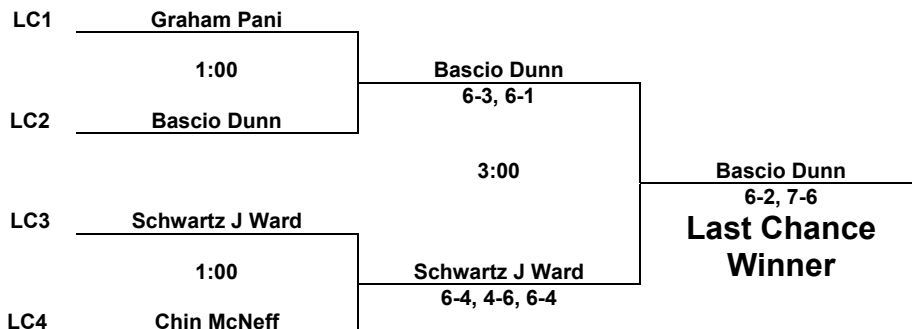 LC1 Graham Pani
1:00 Bascio Dunn
6-3, 6-1
LC2 Bascio Dunn
3:00 Bascio Dunn
6-2, 7-6
LC3 Schwartz J Ward Last Chance
Winner
1:00 Schwartz J Ward
6-4, 4-6, 6-4
LC4 Chin McNeff